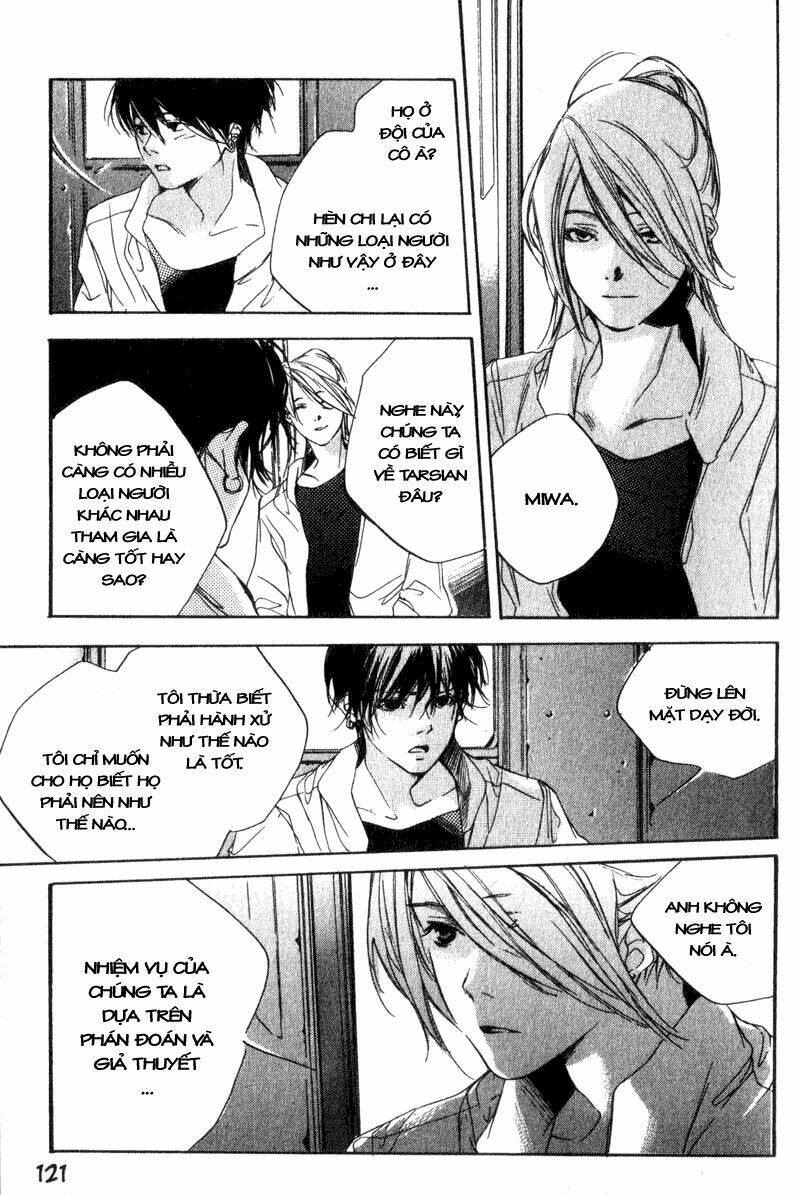 MIWA.
HỌ Ở
ĐỘI CỦA
CÔ À?
HÈN CHI LẠI CÓ
NHỮNG LOẠI NGƯỜI
NHƯ VẬY Ở ĐÂY
...
NGHE NÀY,
CHÚNG TA
CÓ BIẾT GÌ
VỀ TARSIAN
ĐÂU?
KHÔNG PHẢI
CÀNG CÓ NHIỀU
LOẠI NGƯỜI
KHÁC NHAU
THAM GIA LÀ
CÀNG TỐT HAY
SAO?
ĐỪNG LÊN
MẶT DẠY ĐỜI.
TÔI THỪA BIẾT
PHẢI HÀNH XỬ
NHƯ THẾ NÀO
LÀ TỐT.
TÔI CHỈ MUỐN
CHO HỌ BIẾT HỌ
PHẢI NÊN NHƯ
THẾ NÀO...
ANH KHÔNG
NGHE TÔI
NÓI À.
NHIỆM VỤ CỦA
CHÚNG TA LÀ
DỰA TRÊN
PHÁN ĐOÁN VÀ
GIẢ THUYẾT
...
121